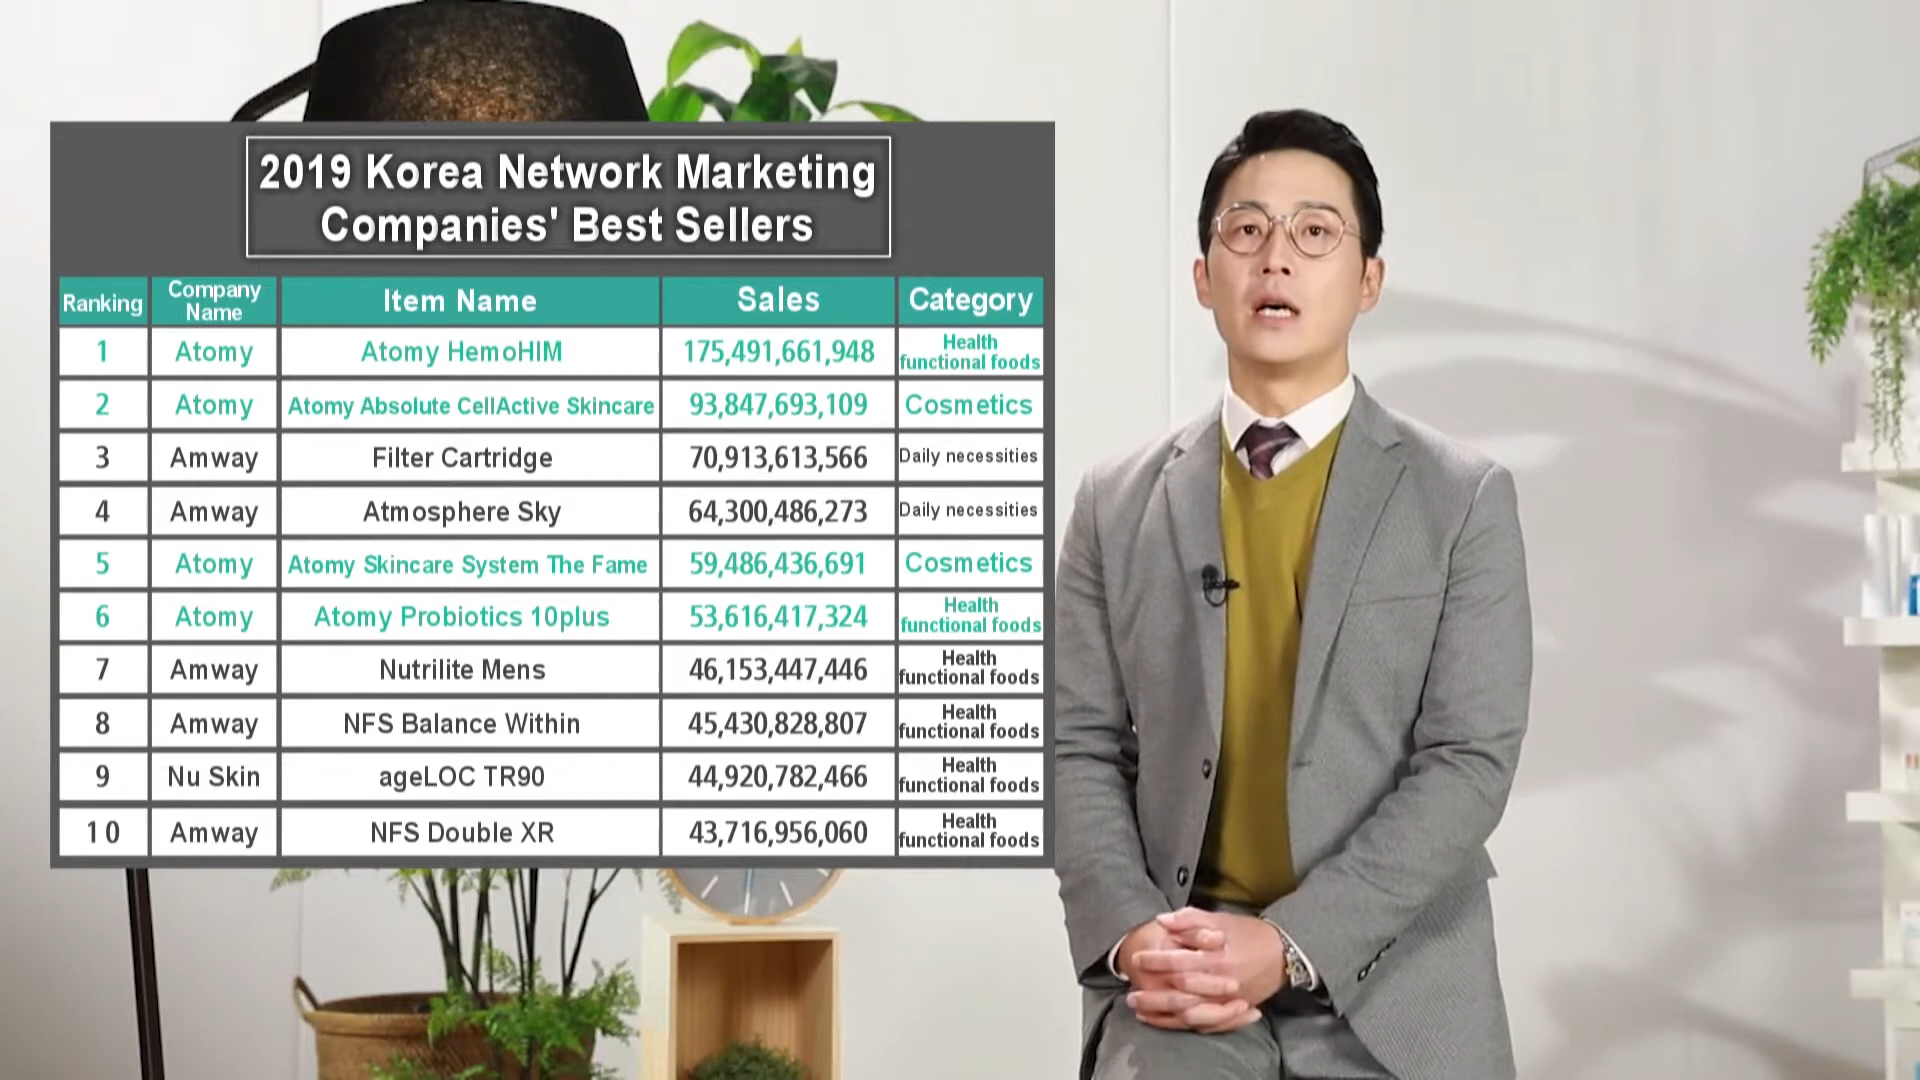 2019 Korea Network Marketing
Companies' Best Sellers
Ranking Company Name Item Name Sales Category
1 Atomy Atomy HemoHIM 175,491,661,948 Health functional foods
2 Atomy Atomy Absolute CellActive Skincare 93,847,693,109 Cosmetics
3 Amway Filter Cartridge 70,913,613,566 Daily necessities
4 Amway Atmosphere Sky 64,300,486,273 Daily necessities
5 Atomy Atomy Skincare System The Fame 59,486,436,691 Cosmetics
6 Atomy Atomy Probiotics 10plus 53,616,417,324 Health functional foods
7 Amway Nutrilite Mens 46,153,447,446 Health functional foods
8 Amway NFS Balance Within 45,430,828,807 Health functional foods
9 Nu Skin ageLOC TR90 44,920,782,466 Health functional foods
10 Amway NFS Double XR 43,716,956,060 Health functional foods